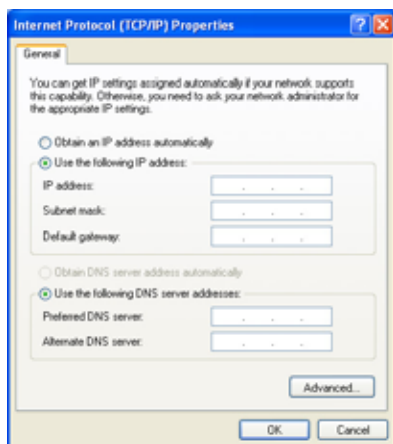 Internet Protocol (TCP/IP) Properties
General
You can get IP settings assigned automatically if your network supports
this capability. Otherwise, you need to ask your network administrator for
the appropriate IP settings.
Obtain an IP address automatically
Use the following IP address:
IP address:
Subnet mask:
Default gateway:
Obtain DNS server address automatically
Use the following DNS server addresses:
Preferred DNS server:
Alternate DNS server:
Advanced...
OK Cancel